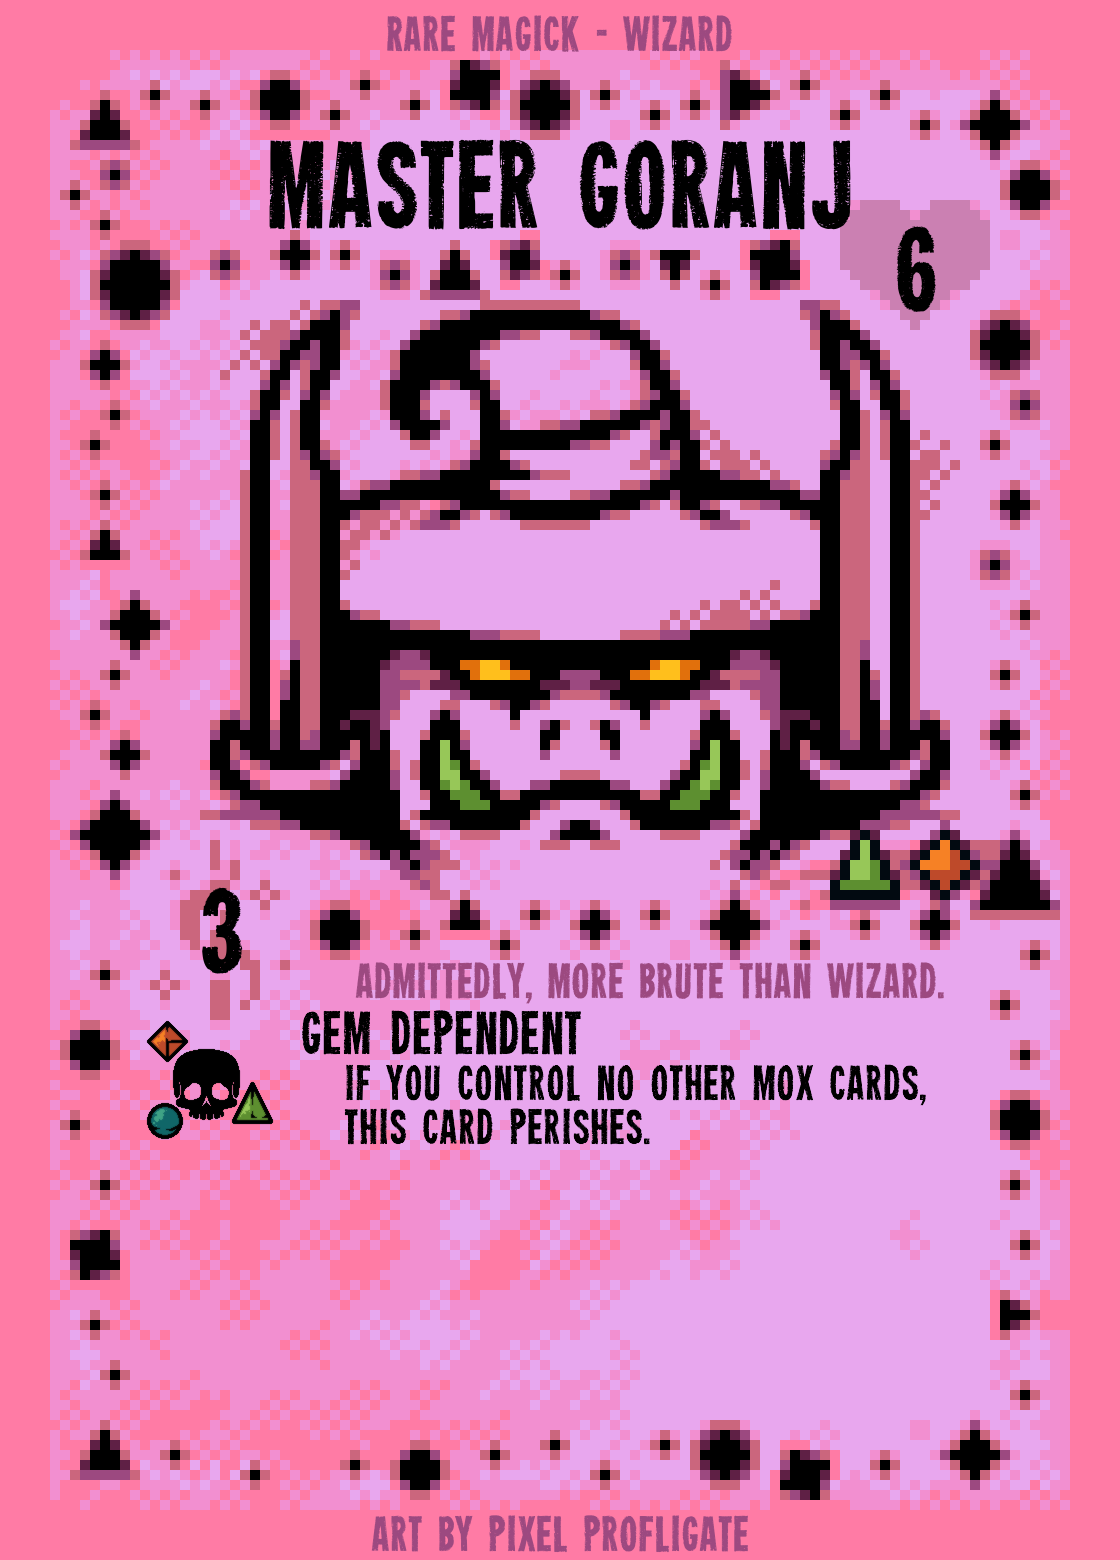 RARE MAGICK - WIZARD
MASTER GORANJ
6
3
ADMITTEDLY, MORE BRUTE THAN WIZARD.
GEM DEPENDENT
IF YOU CONTROL NO OTHER MOX CARDS,
THIS CARD PERISHES.
ART BY PIXEL PROFLIGATE